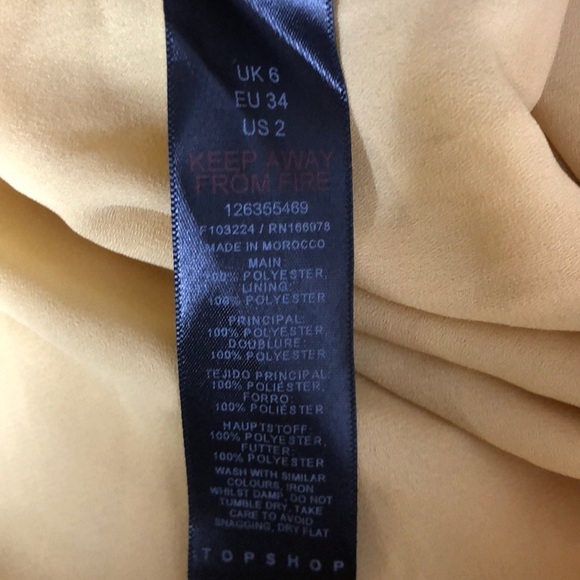 UK 6
EU 34
US 2
KEEP AWAY
FROM FIRE
126355469
F103224 / RN166978
MADE IN MOROCCO
MAIN:
100% POLYESTER,
LINING:
100% POLYESTER
PRINCIPAL:
100% POLYESTER,
DOUBLURE:
100% POLYESTER
TEJIDO PRINCIPAL:
100% POLIÉSTER,
FORRO:
100% POLIÉSTER
HAUPTSTOFF:
100% POLYESTER,
FUTTER:
100% POLYESTER
WASH WITH SIMILAR
COLOURS, IRON
WHILST DAMP, DO NOT
TUMBLE DRY, TAKE
CARE TO AVOID
SNAGGING, DRY FLAT
TOPSHOP